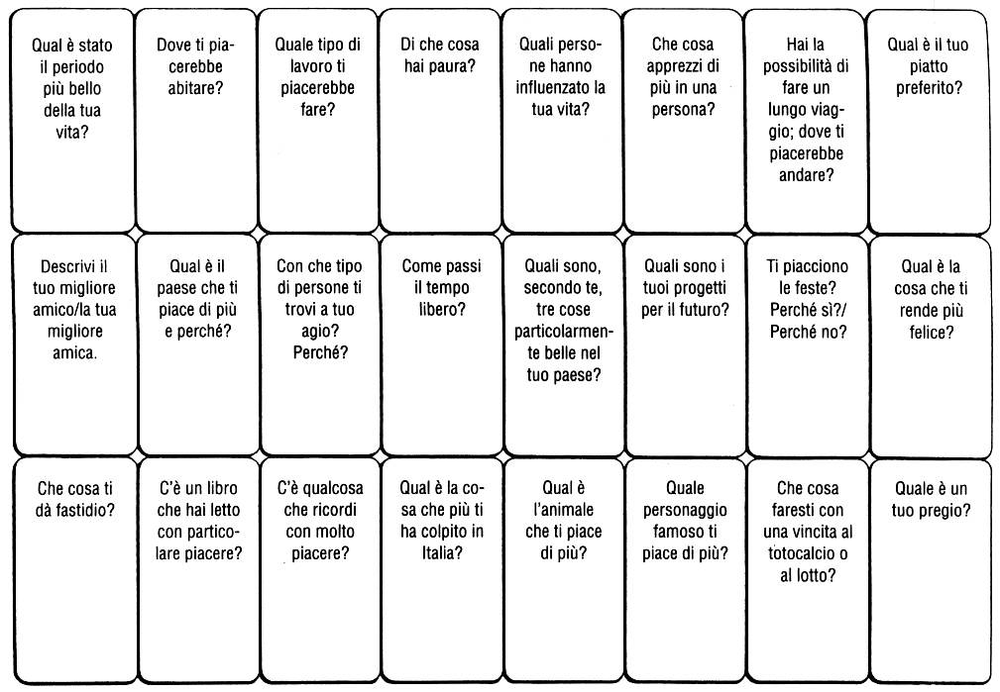 Qual è stato
il periodo
più bello
della tua
vita?
Dove ti pia-
cerebbe
abitare?
Quale tipo di
lavoro ti
piacerebbe
fare?
Di che cosa
hai paura?
Quali perso-
ne hanno
influenzato la
tua vita?
Che cosa
apprezzi di
più in una
persona?
Hai la
possibilità di
fare un
lungo viag-
gio; dove ti
piacerebbe
andare?
Qual è il tuo
piatto
preferito?
Descrivi il
tuo migliore
amico/la tua
migliore
amica.
Qual è il
paese che ti
piace di più
e perché?
Con che tipo
di persone ti
trovi a tuo
agio?
Perché?
Come passi
il tempo
libero?
Quali sono,
secondo te,
tre cose
particolarmen-
te belle nel
tuo paese?
Quali sono i
tuoi progetti
per il futuro?
Ti piacciono
le feste?
Perché sì?/
Perché no?
Qual è la
cosa che ti
rende più
felice?
Che cosa ti
dà fastidio?
C'è un libro
che hai letto
con partico-
lare piacere?
C'è qualcosa
che ricordi
con molto
piacere?
Qual è la co-
sa che più ti
ha colpito in
Italia?
Qual è
l'animale
che ti piace
di più?
Quale
personaggio
famoso ti
piace di più?
Che cosa
faresti con
una vincita al
totocalcio o
al lotto?
Quale è un
tuo pregio?